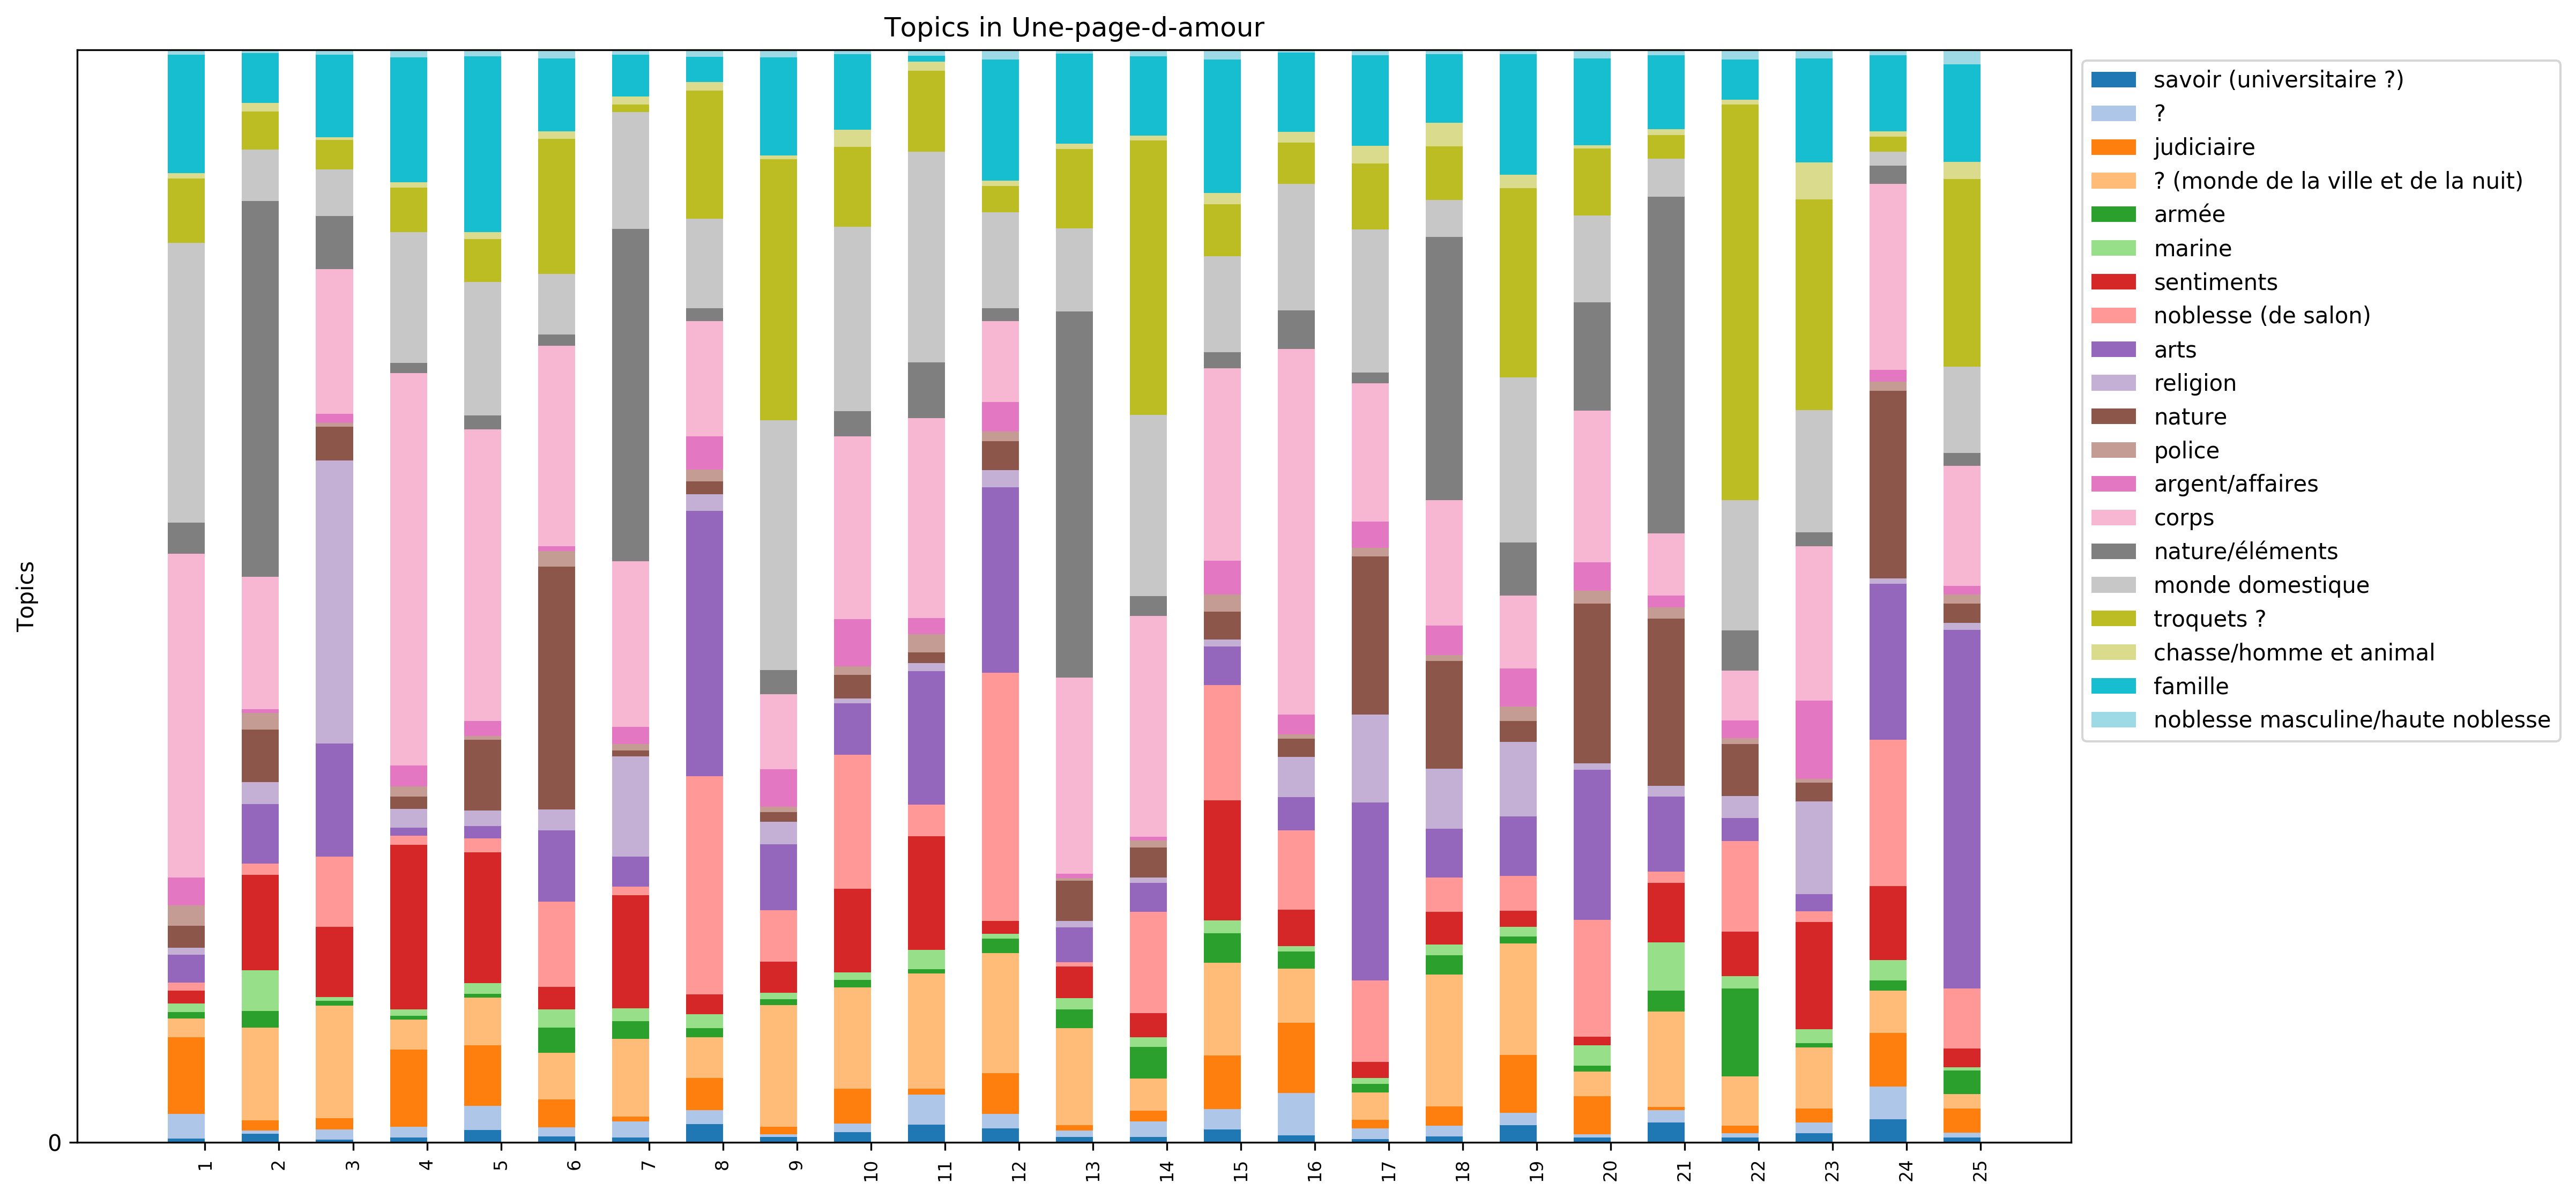 Topics in Une-page-d-amour
Topics
0
1
2
3
4
5
6
7
8
9
10
11
12
13
14
15
16
17
18
19
20
21
22
23
24
25
savoir (universitaire ?)
?
judiciaire
? (monde de la ville et de la nuit)
armée
marine
sentiments
noblesse (de salon)
arts
religion
nature
police
argent/affaires
corps
nature/éléments
monde domestique
troquets ?
chasse/homme et animal
famille
noblesse masculine/haute noblesse